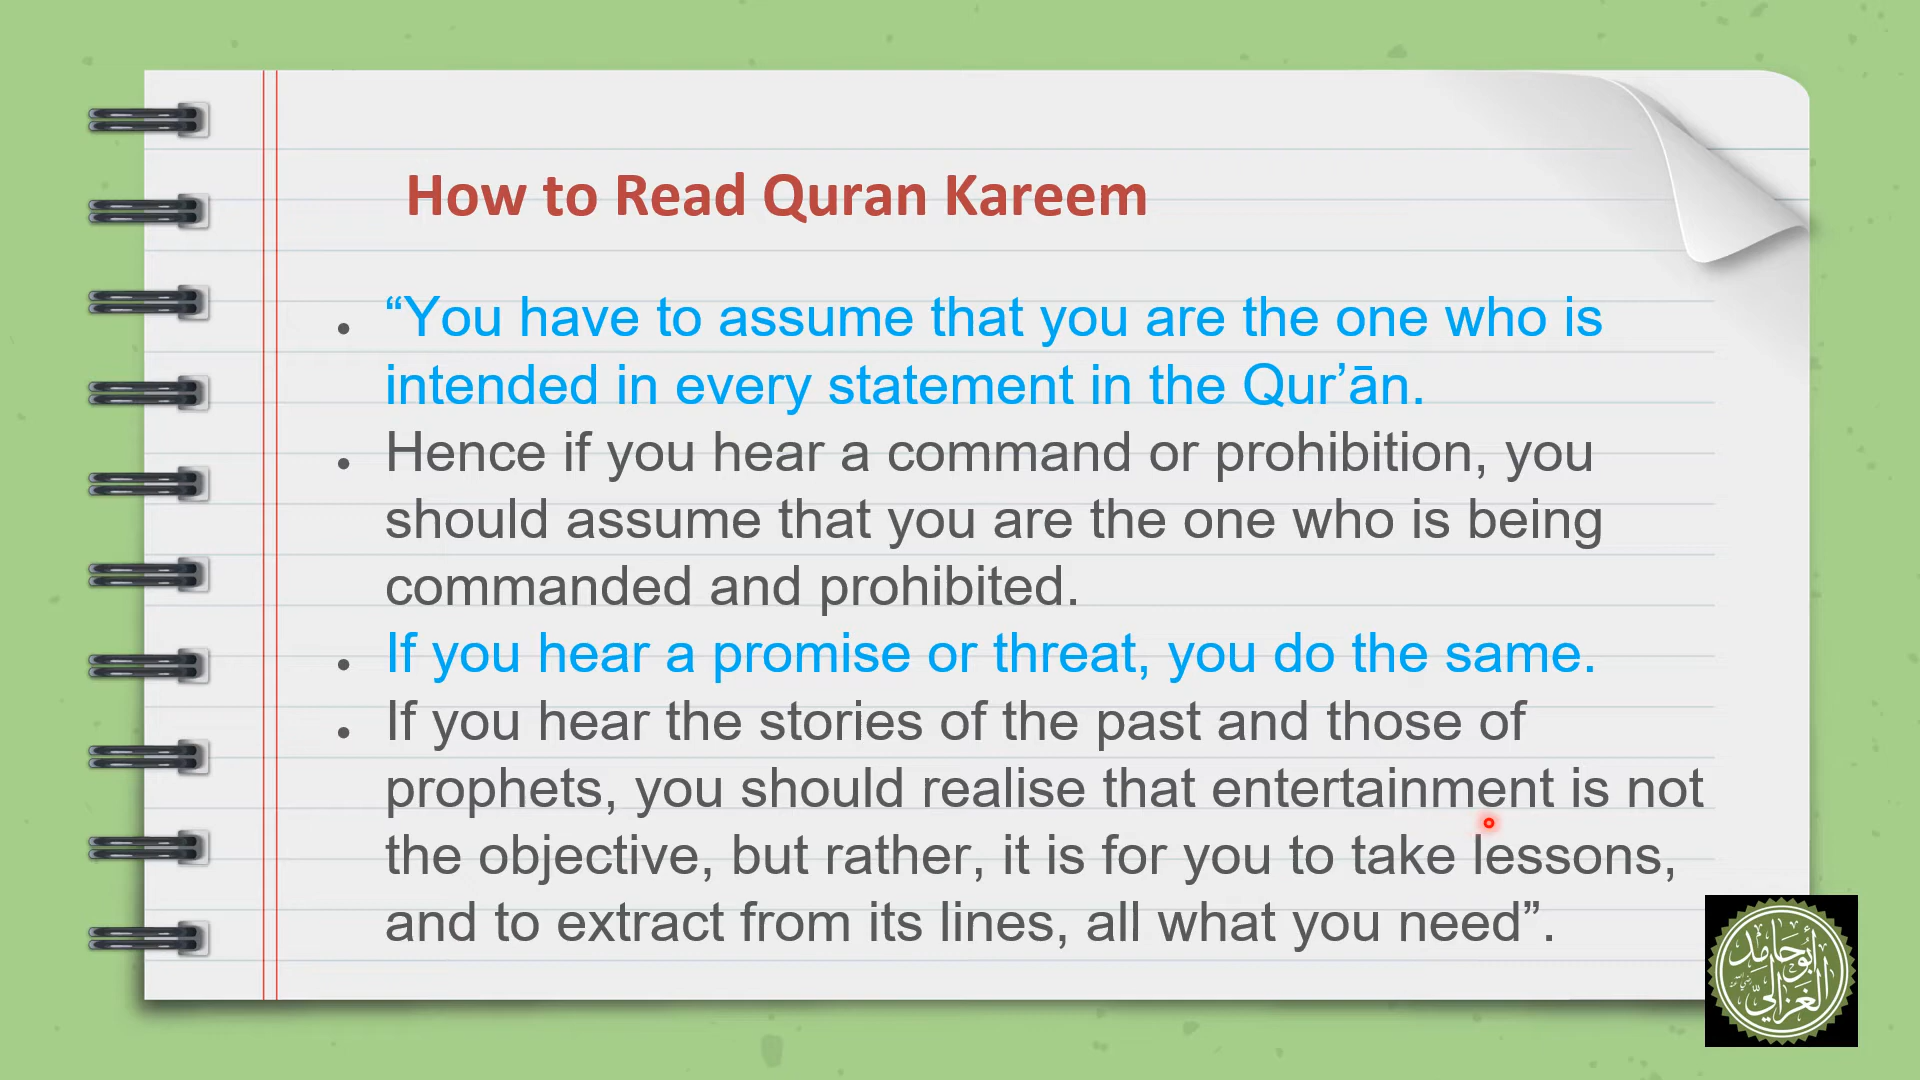 How to Read Quran Kareem
• “You have to assume that you are the one who is
intended in every statement in the Qur’ān.
• Hence if you hear a command or prohibition, you
should assume that you are the one who is being
commanded and prohibited.
• If you hear a promise or threat, you do the same.
• If you hear the stories of the past and those of
prophets, you should realise that entertainment is not
the objective, but rather, it is for you to take lessons,
and to extract from its lines, all what you need”.
أبو حامد
الغزالي